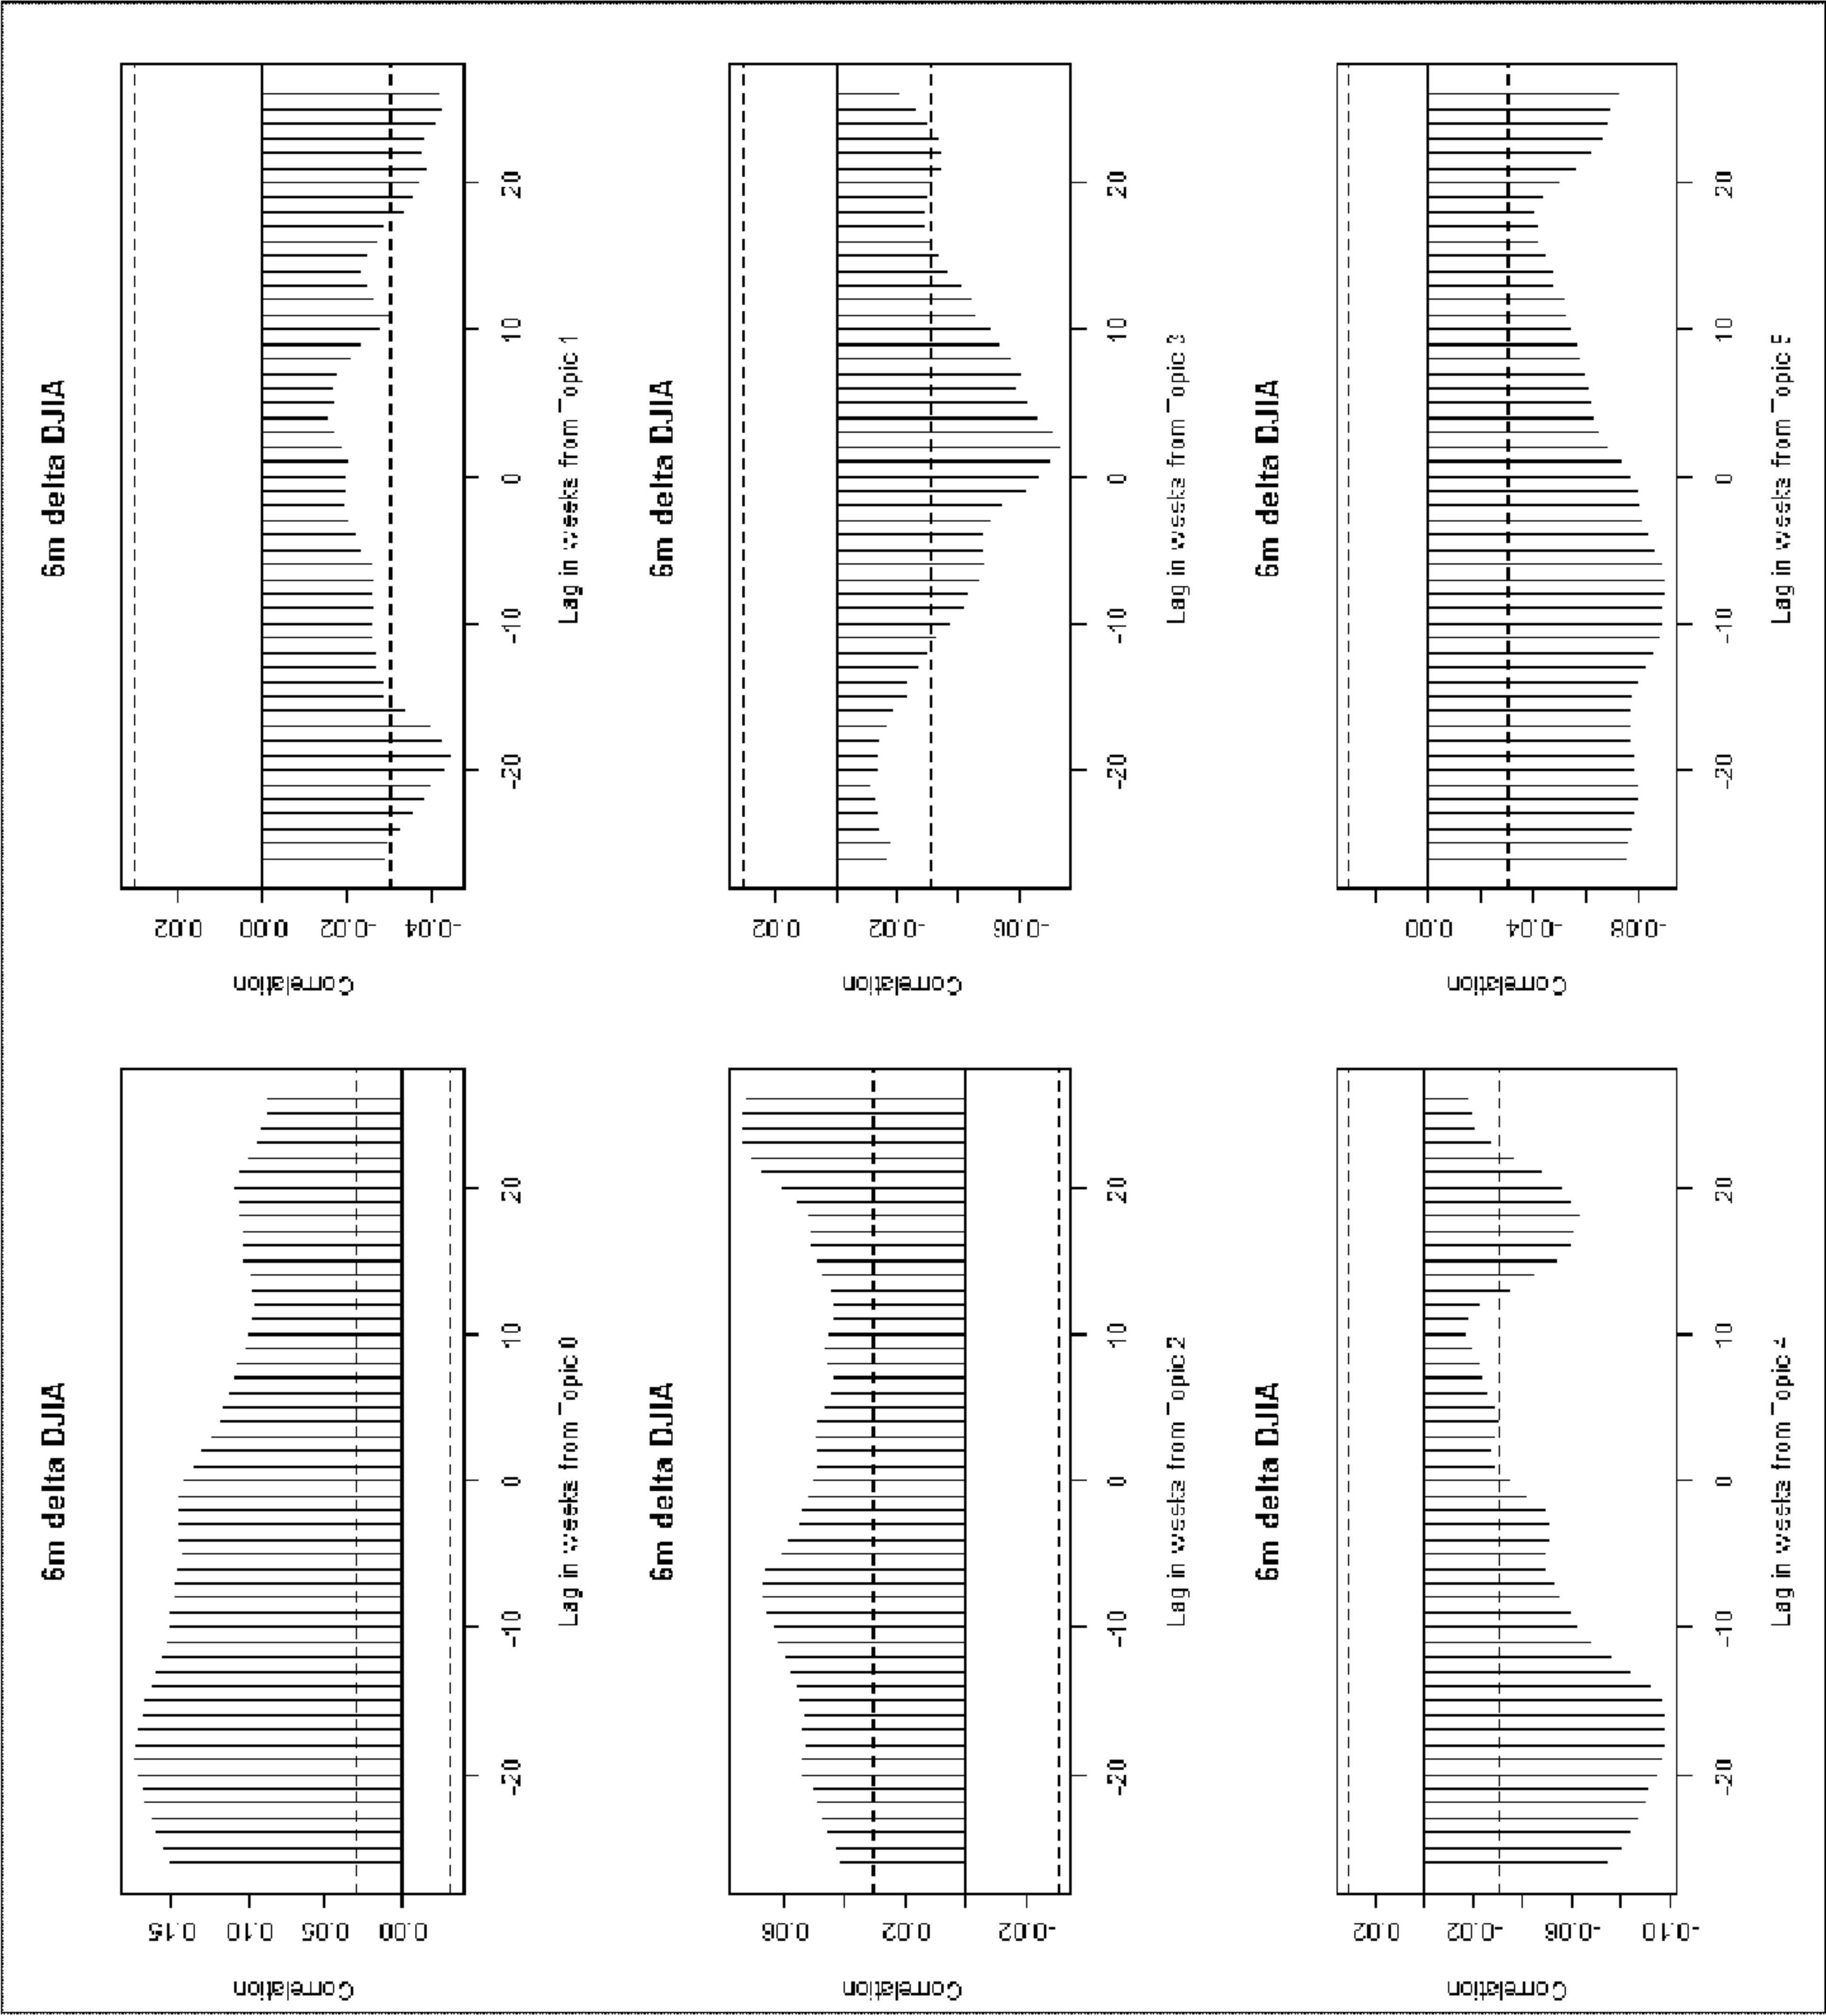 6m delta DJIA
Correlation
0.15
0.10
0.05
0.00
-20 -10 0 10 20
Lag in weeks from Topic 0
6m delta DJIA
Correlation
0.02
0.00
-0.02
-0.04
-20 -10 0 10 20
Lag in weeks from Topic 1
6m delta DJIA
Correlation
0.06
0.02
-0.02
-20 -10 0 10 20
Lag in weeks from Topic 2
6m delta DJIA
Correlation
0.02
-0.02
-0.06
-20 -10 0 10 20
Lag in weeks from Topic 3
6m delta DJIA
Correlation
0.02
-0.02
-0.06
-0.10
-20 -10 0 10 20
Lag in weeks from Topic 4
6m delta DJIA
Correlation
0.00
-0.04
-0.08
-20 -10 0 10 20
Lag in weeks from Topic 5